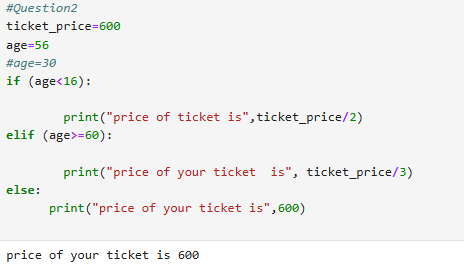 #Question2
ticket_price=600
age=56
#age=30
if (age<16):
        print("price of ticket is",ticket_price/2)
elif (age>=60):
        print("price of your ticket  is", ticket_price/3)
else:
      print("price of your ticket is",600)
price of your ticket is 600